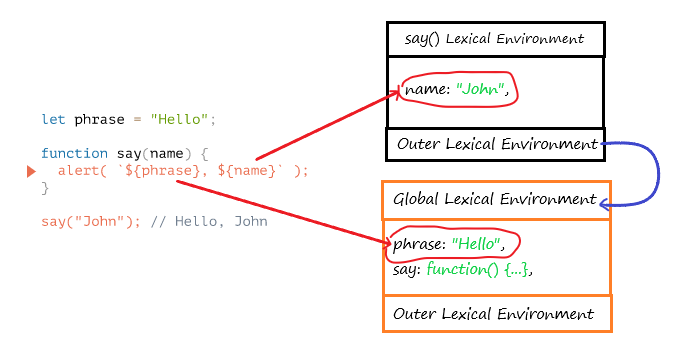 let phrase = "Hello";
function say(name) {
alert( `${phrase}, ${name}` );
}
say("John"); // Hello, John
say() Lexical Environment
name: "John",
Outer Lexical Environment
Global Lexical Environment
phrase: "Hello",
say: function() {...},
Outer Lexical Environment